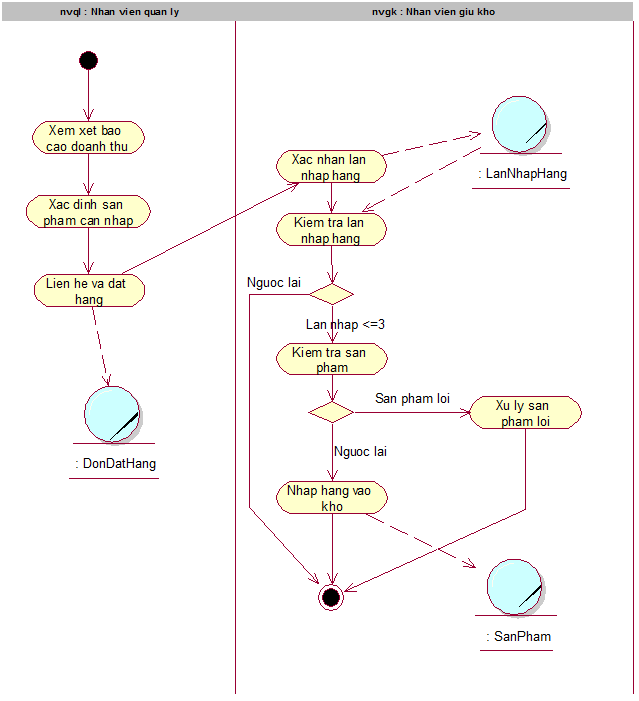 nvql : Nhan vien quan ly
nvgk : Nhan vien giu kho
Xem xet bao
cao doanh thu
Xac dinh san
pham can nhap
Lien he va dat
hang
: DonDatHang
Xac nhan lan
nhap hang
: LanNhapHang
Kiem tra lan
nhap hang
Nguoc lai
Lan nhap <=3
Kiem tra san
pham
San pham loi
Xu ly san
pham loi
Nguoc lai
Nhap hang vao
kho
: SanPham